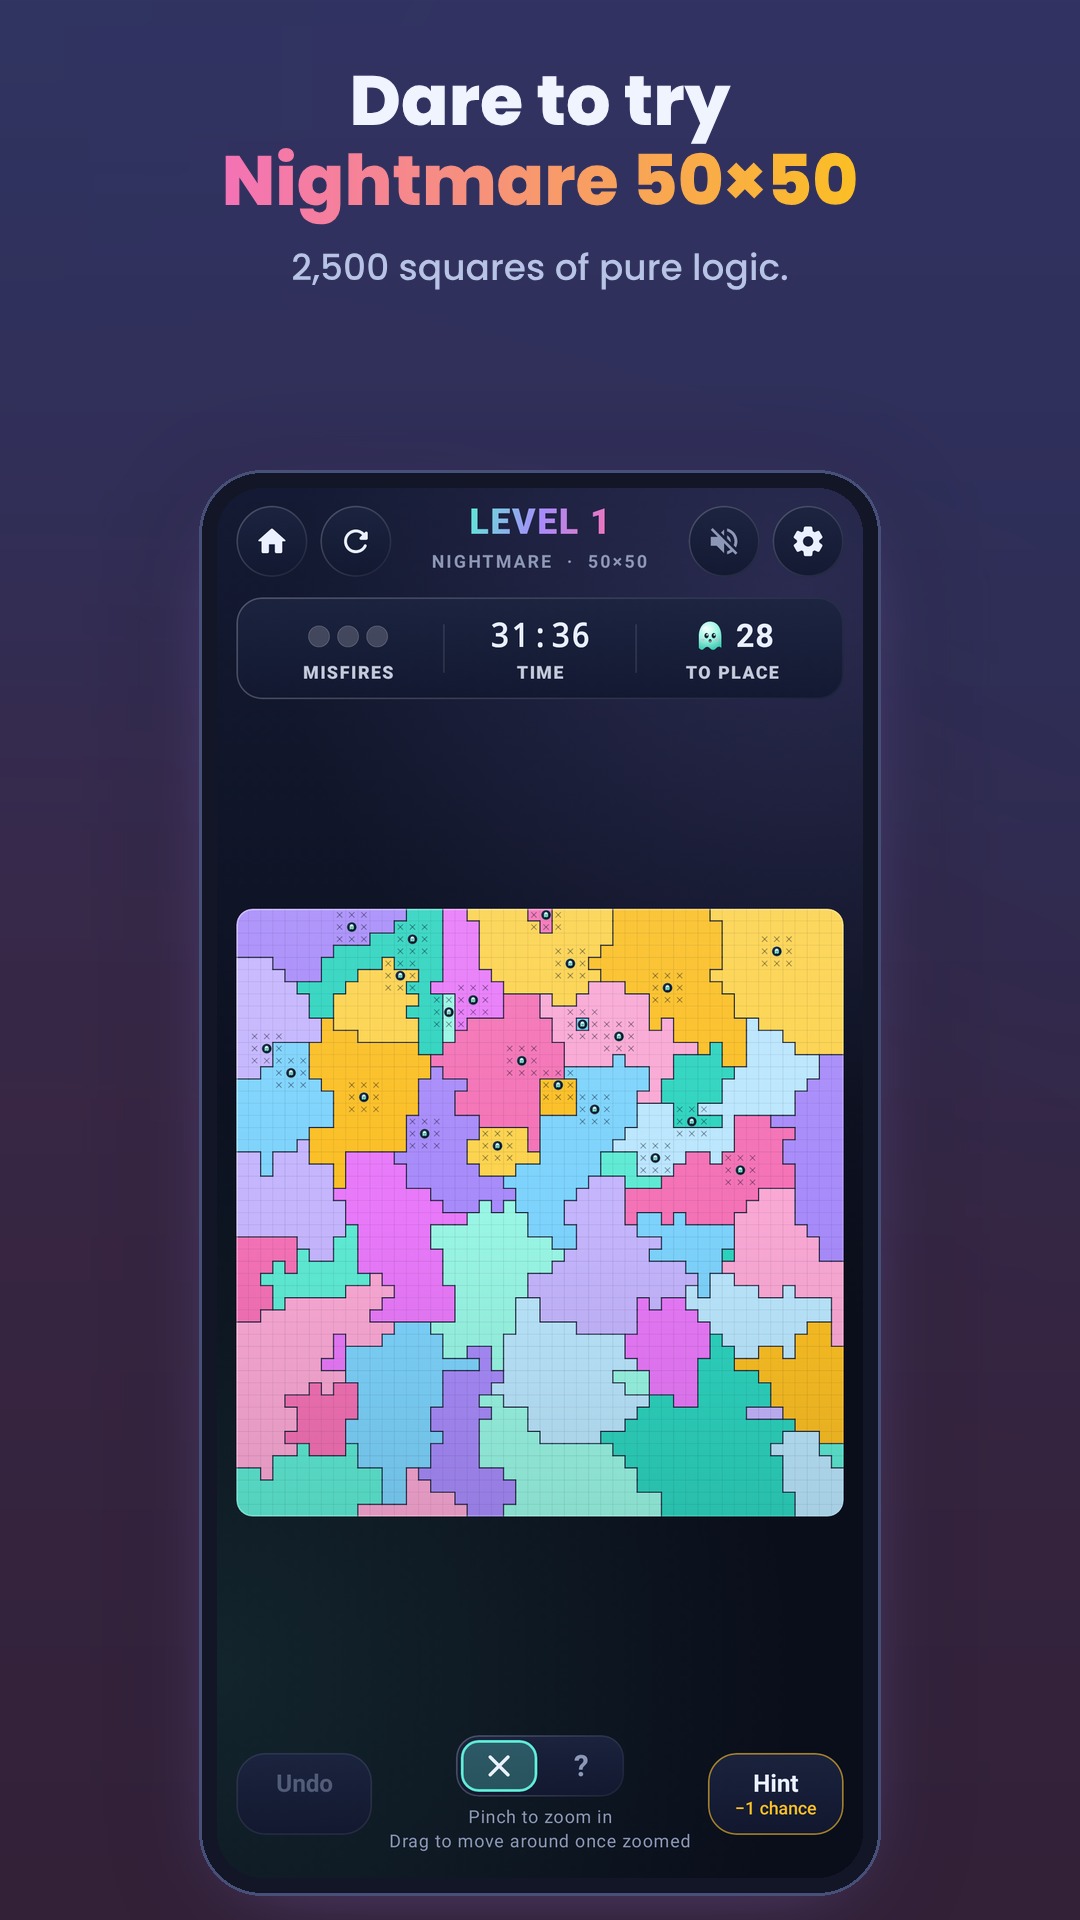 Dare to try
Nightmare 50×50
2,500 squares of pure logic.
LEVEL 1
NIGHTMARE · 50×50
31:36
28
MISFIRES
TIME
TO PLACE
Undo
?
Hint
−1 chance
Pinch to zoom in
Drag to move around once zoomed